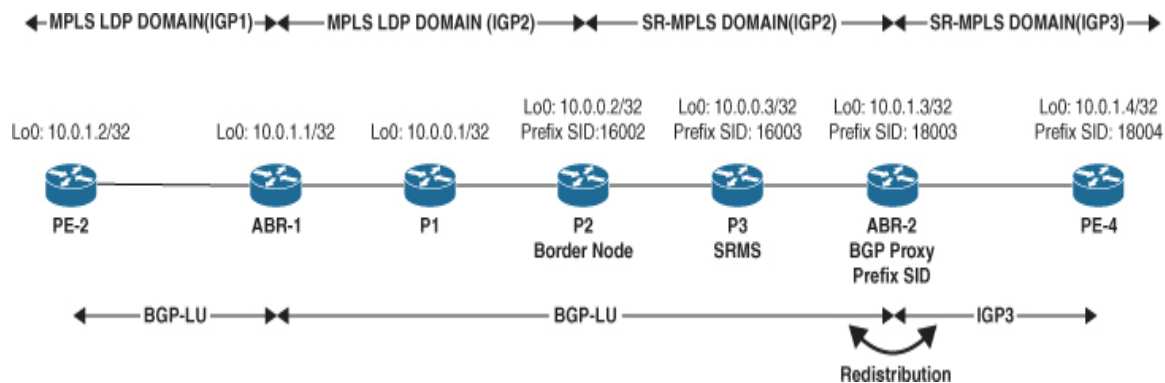 MPLS LDP DOMAIN(IGP1)
MPLS LDP DOMAIN (IGP2)
SR-MPLS DOMAIN(IGP2)
SR-MPLS DOMAIN(IGP3)
Lo0: 10.0.1.2/32
Lo0: 10.0.1.1/32
Lo0: 10.0.0.1/32
Lo0: 10.0.0.2/32
Prefix SID:16002
Lo0: 10.0.0.3/32
Prefix SID: 16003
Lo0: 10.0.1.3/32
Prefix SID: 18003
Lo0: 10.0.1.4/32
Prefix SID: 18004
PE-2
ABR-1
P1
P2
Border Node
P3
SRMS
ABR-2
BGP Proxy
Prefix SID
PE-4
BGP-LU
BGP-LU
IGP3
Redistribution